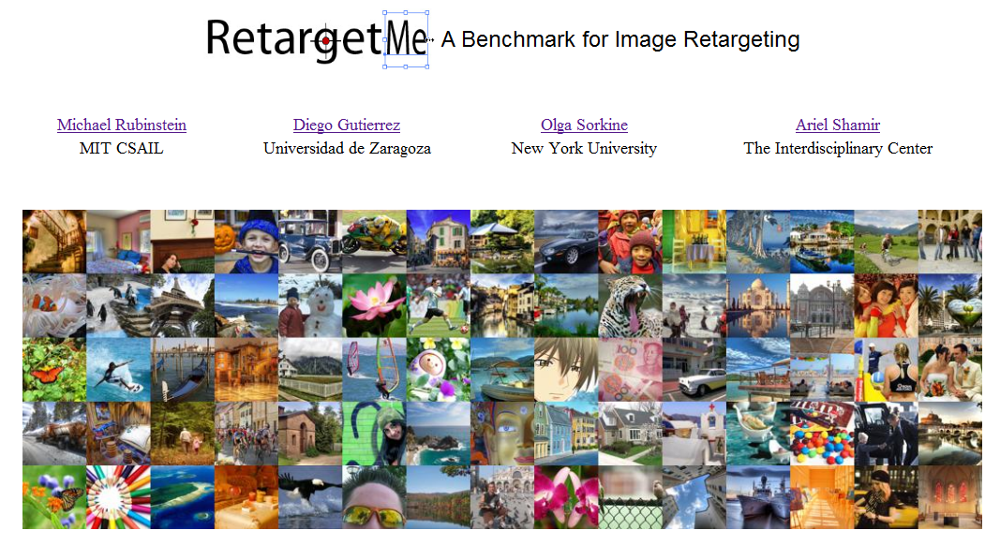 RetargetMe A Benchmark for Image Retargeting
Michael Rubinstein Diego Gutierrez Olga Sorkine Ariel Shamir
MIT CSAIL Universidad de Zaragoza New York University The Interdisciplinary Center
100